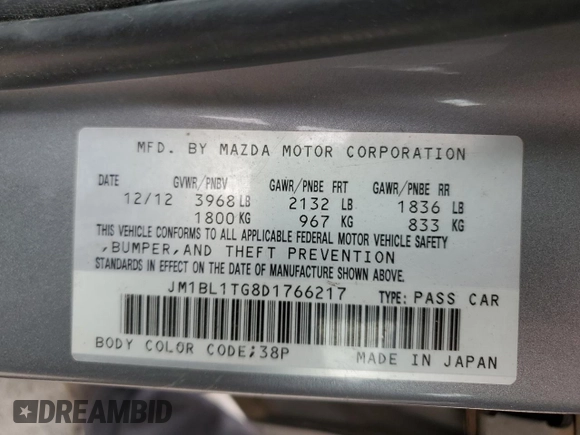 MFD. BY MAZDA MOTOR CORPORATION
DATE GVWR/PNBV GAWR/PNBE FRT GAWR/PNBE RR
12/12 3968 LB 2132 LB 1836 LB
1800 KG 967 KG 833 KG
THIS VEHICLE CONFORMS TO ALL APPLICABLE FEDERAL MOTOR VEHICLE SAFETY
,BUMPER,AND THEFT PREVENTION
STANDARDS IN EFFECT ON THE DATE OF MANUFACTURE SHOWN ABOVE.
JM1BL1TG8D1766217 TYPE: PASS CAR
BODY COLOR CODE;38P MADE IN JAPAN
DREAMBID